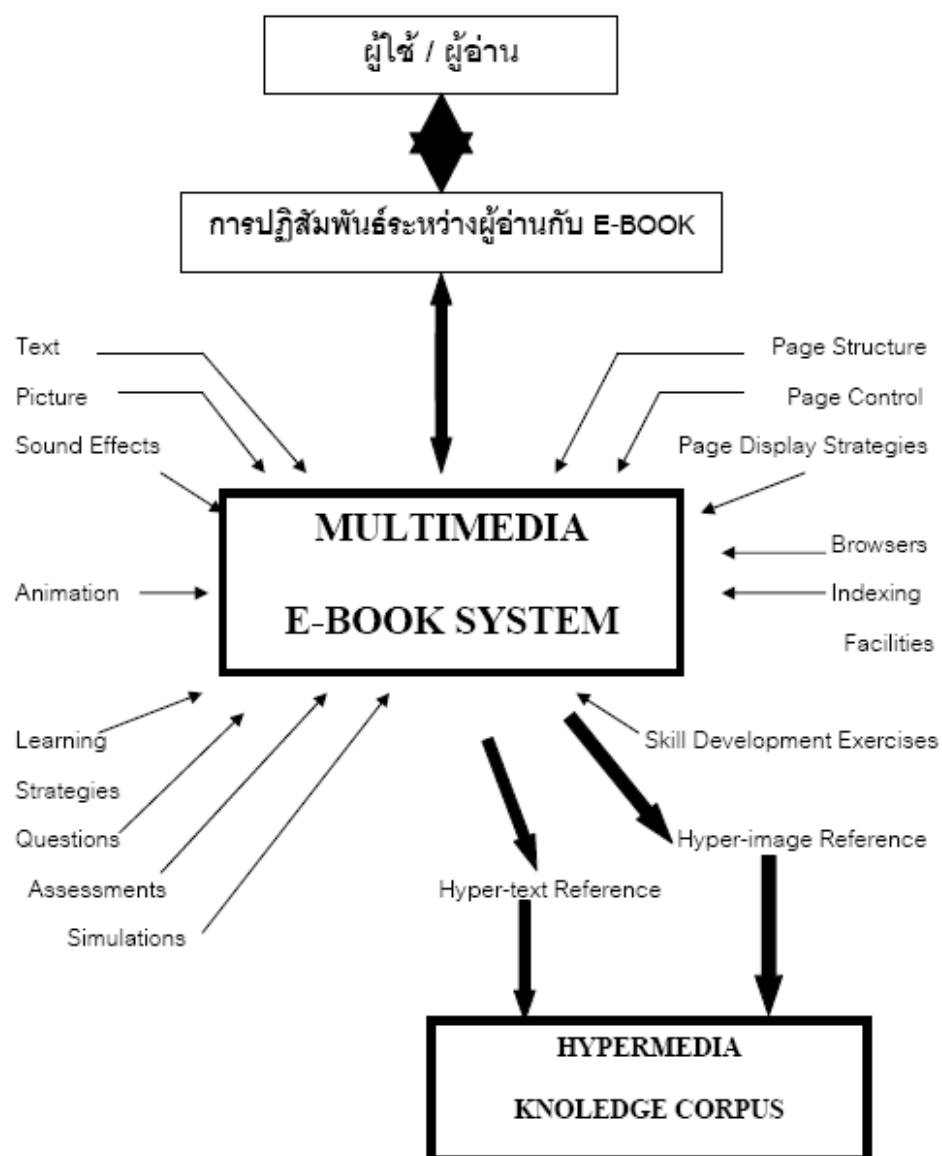 ผู้ใช้ / ผู้อ่าน
การปฏิสัมพันธ์ระหว่างผู้อ่านกับ E-BOOK
Text
Picture
Sound Effects
Animation
Learning
Strategies
Questions
Assessments
Simulations
Page Structure
Page Control
Page Display Strategies
Browsers
Indexing
Facilities
MULTIMEDIA
E-BOOK SYSTEM
Skill Development Exercises
Hyper-image Reference
Hyper-text Reference
HYPERMEDIA
KNOLEDGE CORPUS